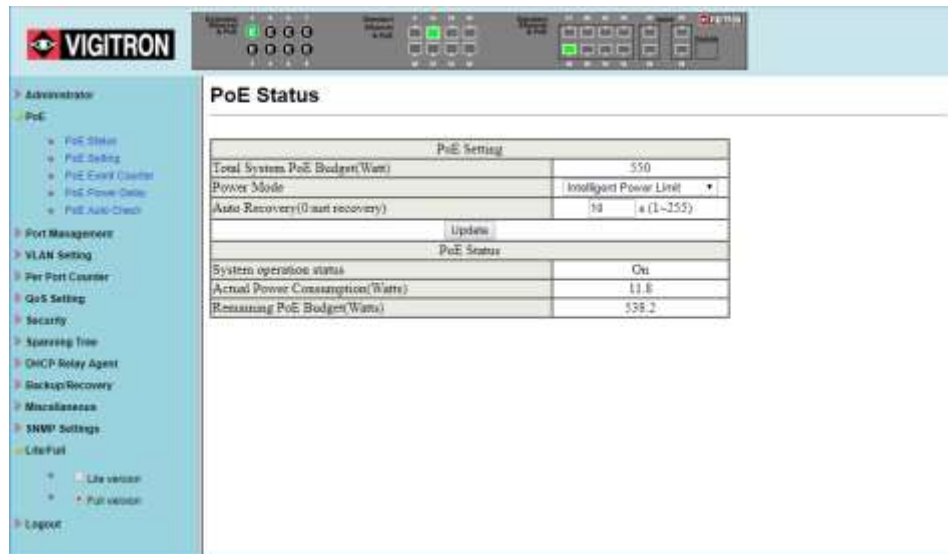 VIGITRON
Administrator
PoE
PoE Status
PoE Setting
PoE Event Counter
PoE Power Delay
PoE Auto Check
Port Management
VLAN Setting
Per Port Counter
QoS Setting
Security
Spanning Tree
DHCP Relay Agent
Backup/Recovery
Miscellaneous
SNMP Settings
Lite/Full
Lite version
Full version
Logout
PoE Status
PoE Setting
Total System PoE Budget(Watt) 550
Power Mode Intelligent Power Limit
Auto Recovery(0:not recovery) 10 s (1~255)
Update
PoE Status
System operation status On
Actual Power Consumption(Watts) 11.8
Remaining PoE Budget(Watts) 538.2